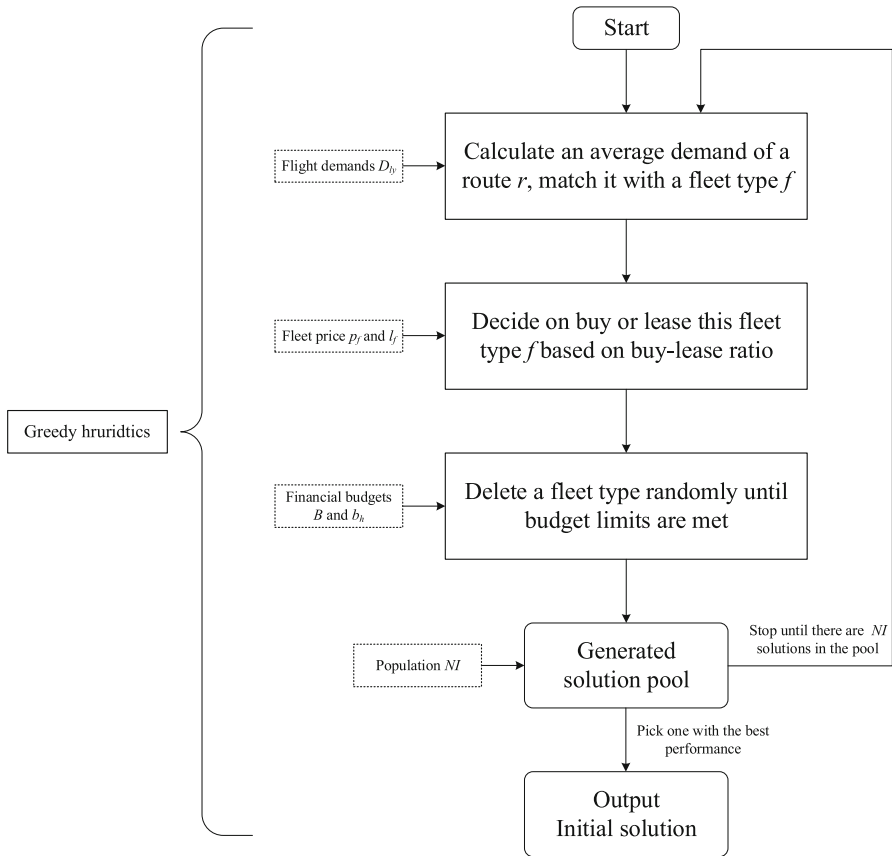 Start
Flight demands D_ly
Calculate an average demand of a
route r, match it with a fleet type f
Fleet price p_f and l_f
Decide on buy or lease this fleet
type f based on buy-lease ratio
Greedy hruridtics
Financial budgets
B and b_h
Delete a fleet type randomly until
budget limits are met
Population NI
Generated
solution pool
Stop until there are NI
solutions in the pool
Pick one with the best
performance
Output
Initial solution